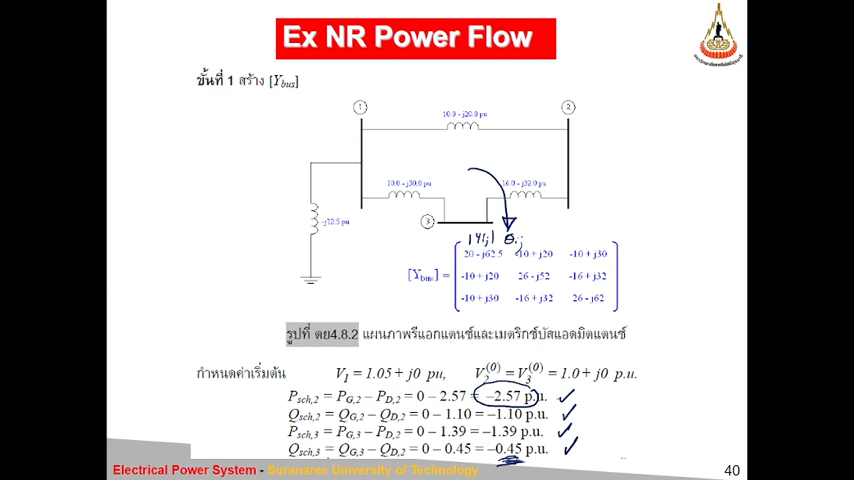 Ex NR Power Flow
ขั้นที่ 1 สร้าง [Ybus]
1
2
10.0 - j20.0 pu
10.0 - j30.0 pu
16.0 - j32.0 pu
-j12.5 pu
3
|Yij| θij
20 - j62.5 -10 + j20 -10 + j30
[Ybus] = -10 + j20 26 - j52 -16 + j32
-10 + j30 -16 + j32 26 - j62
รูปที่ ตย4.8.2 แผนภาพรีแอกแตนซ์และเมตริกซ์บัสแอดมิตแตนซ์
กำหนดค่าเริ่มต้น V1 = 1.05 + j0 pu, V2(0) = V3(0) = 1.0 + j0 p.u.
Psch,2 = PG,2 – PD,2 = 0 – 2.57 = –2.57 p.u.
Qsch,2 = QG,2 – QD,2 = 0 – 1.10 = –1.10 p.u.
Psch,3 = PG,3 – PD,2 = 0 – 1.39 = –1.39 p.u.
Qsch,3 = QG,3 – QD,2 = 0 – 0.45 = –0.45 p.u.
Electrical Power System - Suranaree University of Technology
40